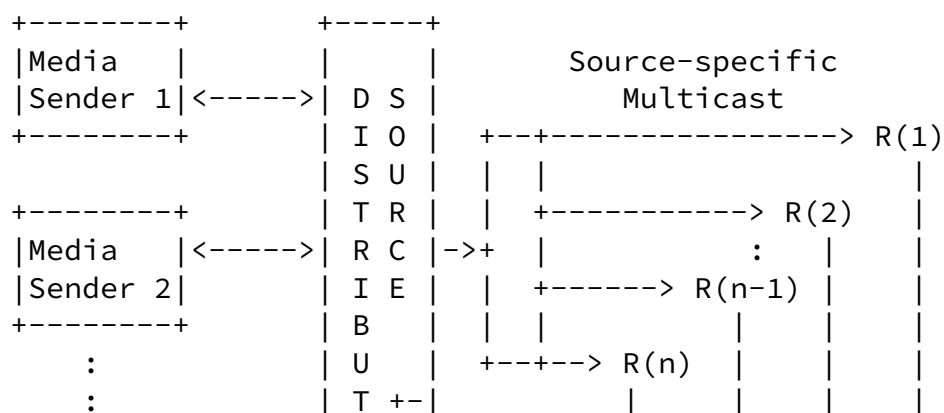 +--------+       +-----+
|Media   |       |     |       Source-specific
|Sender 1|<----->| D S |          Multicast
+--------+       | I O |  +--+----------------> R(1)
                 | S U |  |  |                    |
+--------+       | T R |  |  +-----------> R(2)   |
|Media   |<----->| R C |->+  |           :   |    |
|Sender 2|       | I E |  |  +------> R(n-1) |    |
+--------+       | B   |  |  |          |    |    |
    :            | U   |  +--+--> R(n)  |    |    |
    :            | T +-|          |     |    |    |